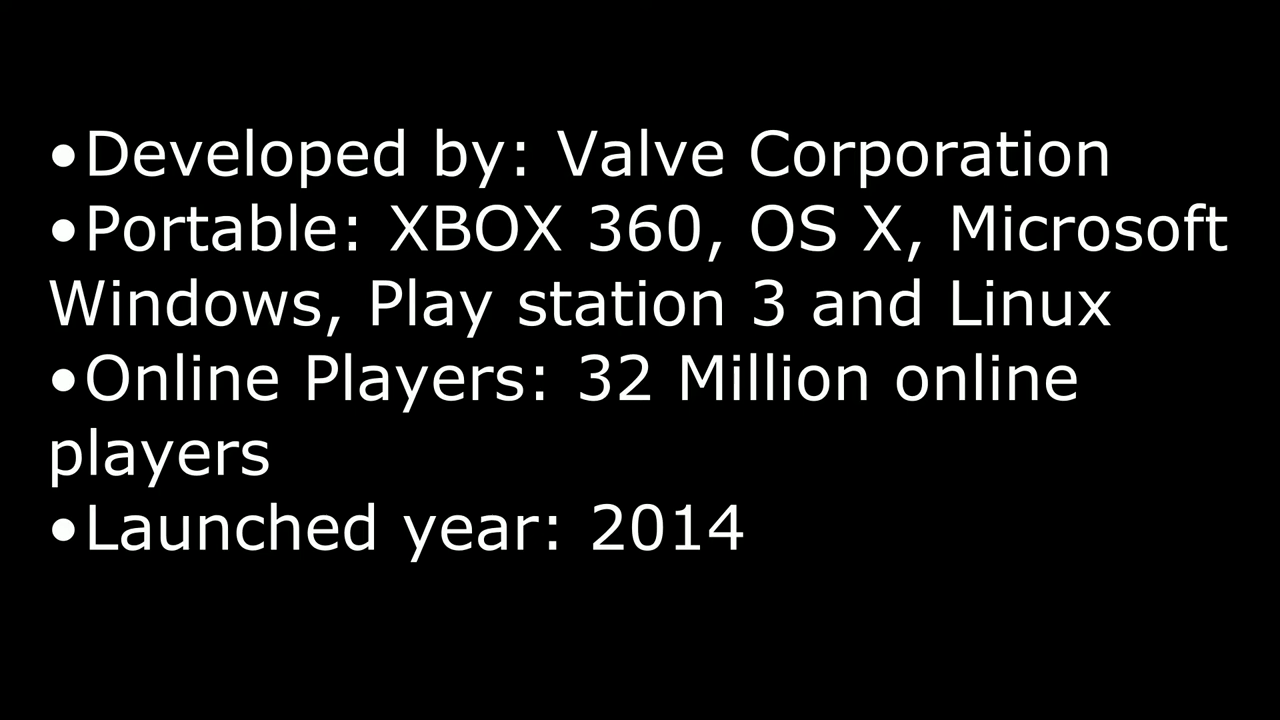 •Developed by: Valve Corporation
•Portable: XBOX 360, OS X, Microsoft
Windows, Play station 3 and Linux
•Online Players: 32 Million online
players
•Launched year: 2014